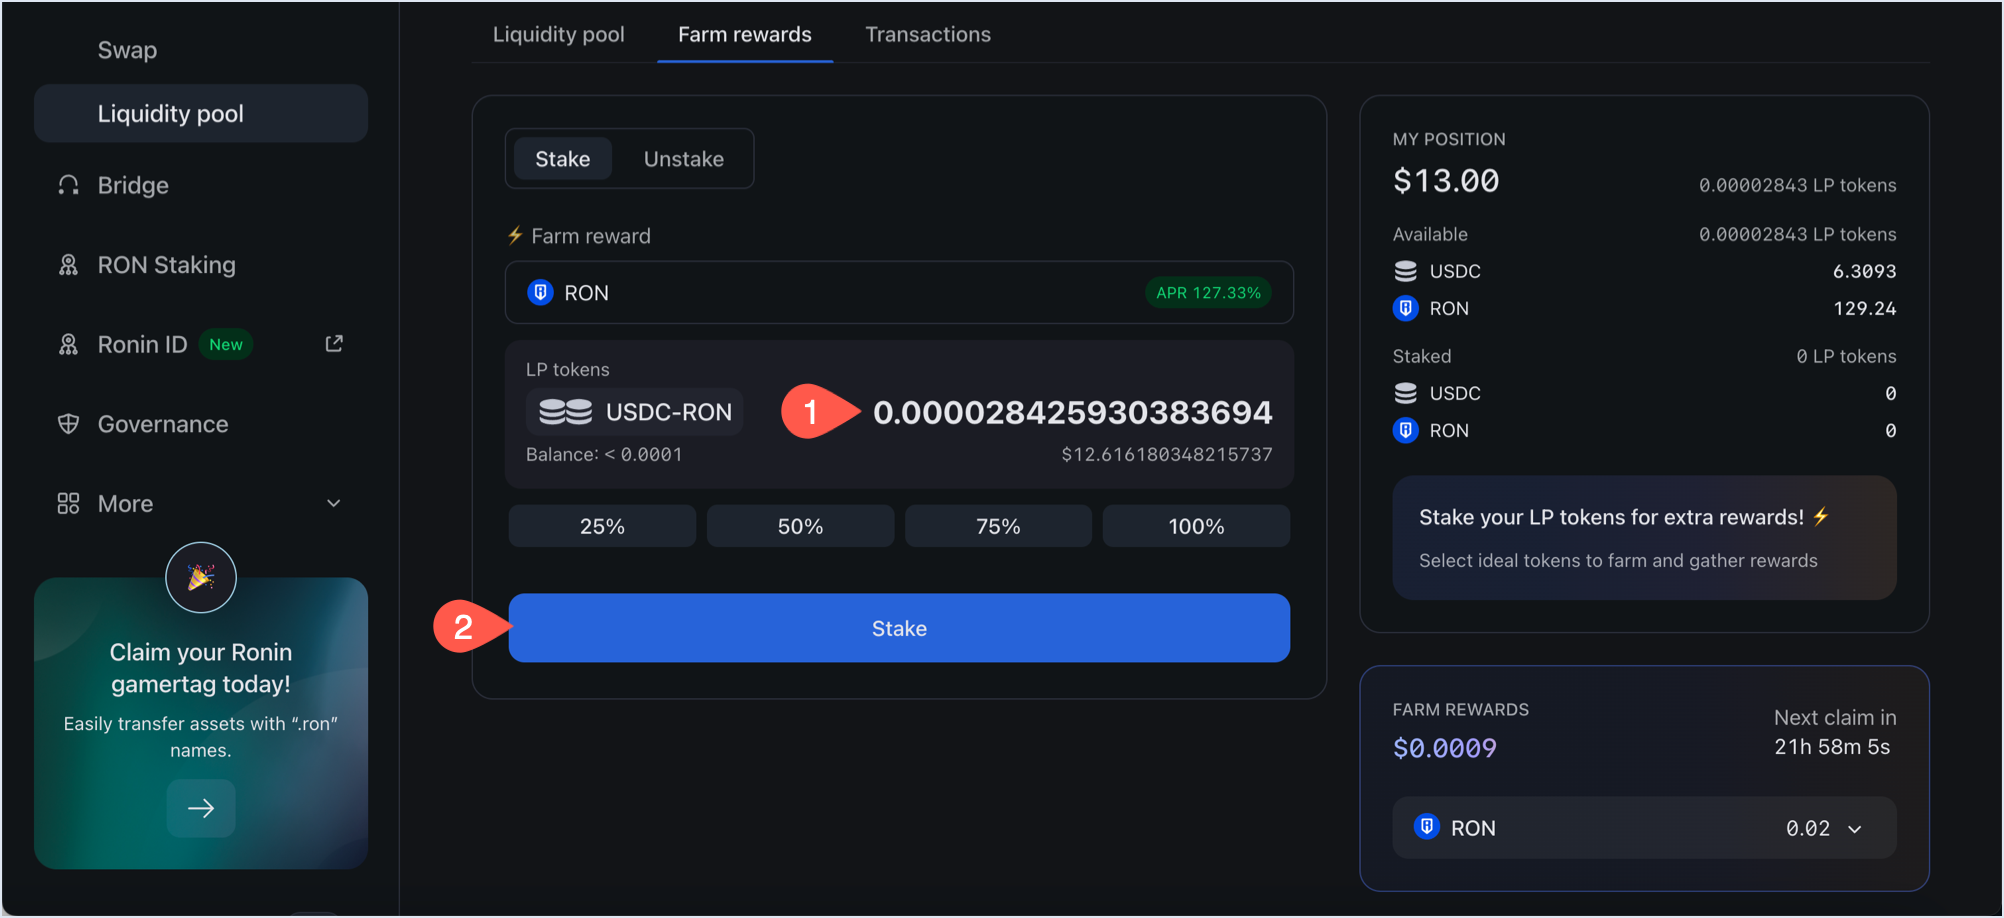 Swap
Liquidity pool
Bridge
RON Staking
Ronin ID New
Governance
More
Claim your Ronin
gamertag today!
Easily transfer assets with “.ron”
names.
Liquidity pool Farm rewards Transactions
Stake Unstake
Farm reward
RON APR 127.33%
LP tokens
USDC-RON 1 0.000028425930383694
Balance: < 0.0001 $12.616180348215737
25% 50% 75% 100%
2 Stake
MY POSITION
$13.00 0.00002843 LP tokens
Available 0.00002843 LP tokens
USDC 6.3093
RON 129.24
Staked 0 LP tokens
USDC 0
RON 0
Stake your LP tokens for extra rewards!
Select ideal tokens to farm and gather rewards
FARM REWARDS
$0.0009
Next claim in
21h 58m 5s
RON 0.02